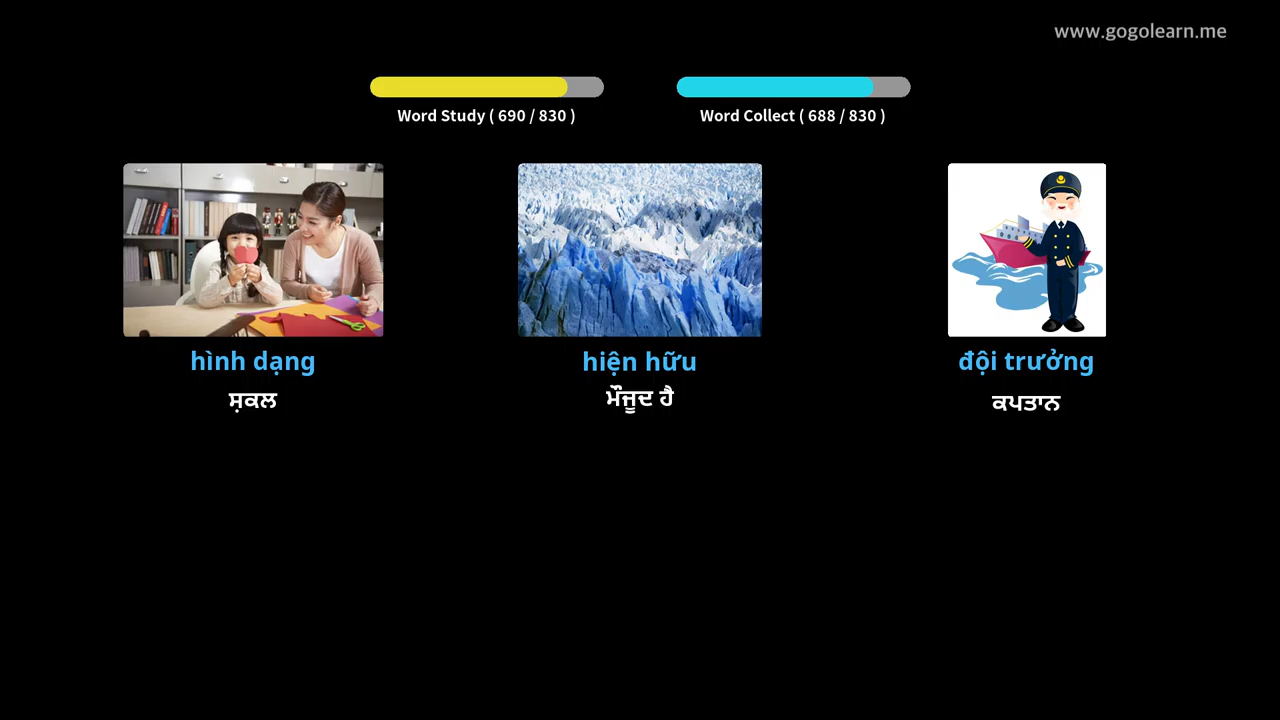 www.gogolearn.me
Word Study ( 690 / 830 )
Word Collect ( 688 / 830 )
hình dạng
hiện hữu
đội trưởng
ਸ਼ਕਲ
ਮੌਜੂਦ ਹੈ
ਕਪਤਾਨ